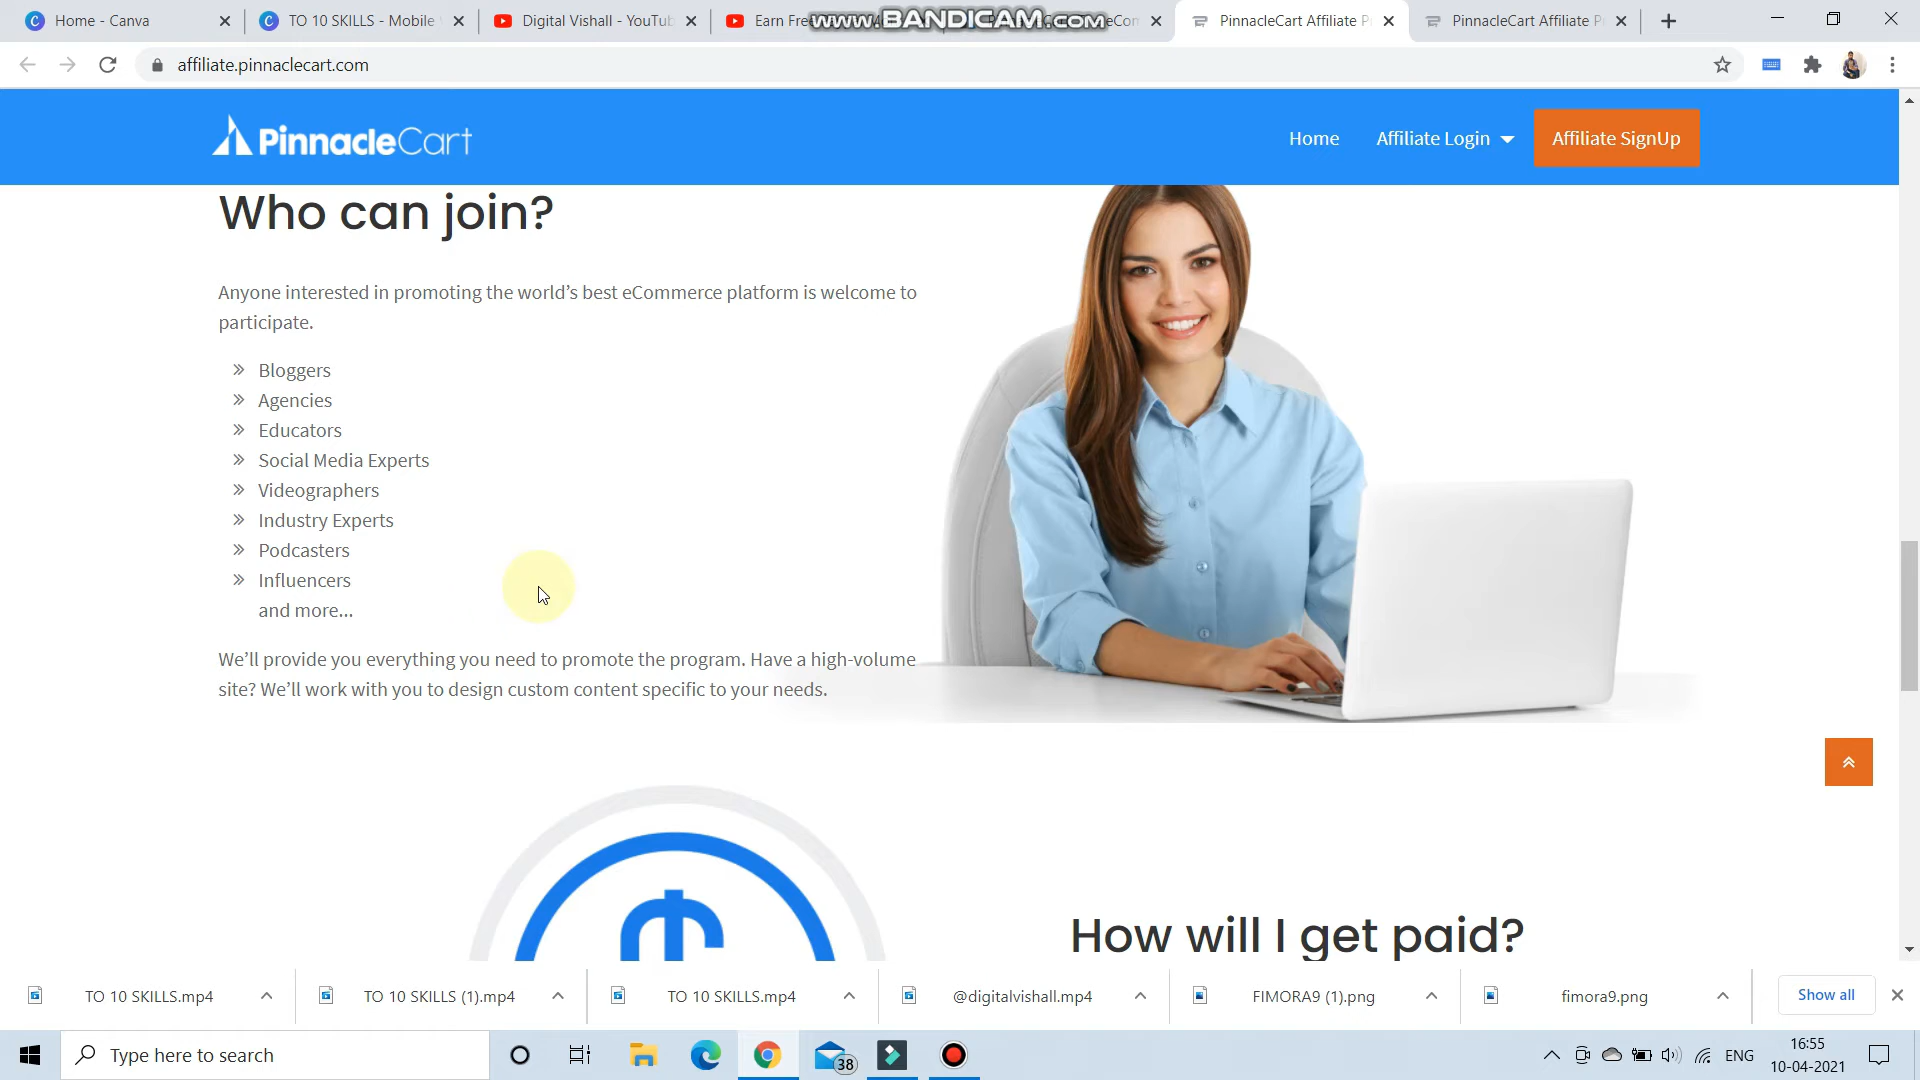 Home - Canva
TO 10 SKILLS - Mobile
Digital Vishall - YouTub
Earn Fre
www.BANDICAM.com
PinnacleCart Affiliate P
PinnacleCart Affiliate P
affiliate.pinnaclecart.com
PinnacleCart
Home
Affiliate Login
Affiliate SignUp
Who can join?
Anyone interested in promoting the world's best eCommerce platform is welcome to
participate.
Bloggers
Agencies
Educators
Social Media Experts
Videographers
Industry Experts
Podcasters
Influencers
and more...
We'll provide you everything you need to promote the program. Have a high-volume
site? We'll work with you to design custom content specific to your needs.
How will I get paid?
TO 10 SKILLS.mp4
TO 10 SKILLS (1).mp4
TO 10 SKILLS.mp4
@digitalvishall.mp4
FIMORA9 (1).png
fimora9.png
Show all
Type here to search
38
ENG
16:55
10-04-2021